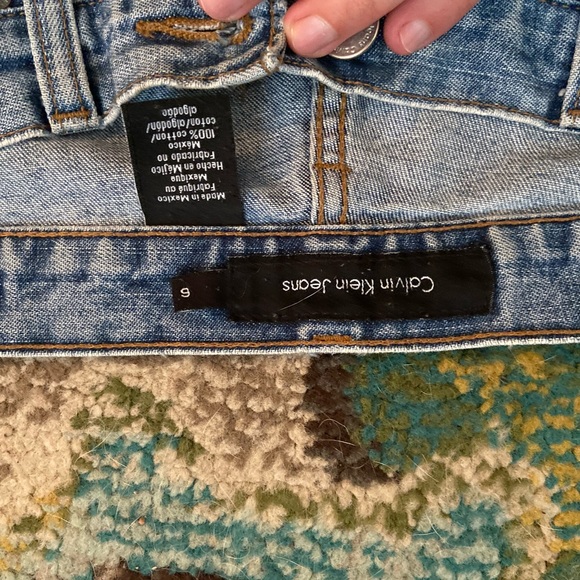 Calvin Klein Jeans
6
Made in Mexico
Fabriqué au
Mexique
Hecho en Méjico
Fabricado no
México
100% cotton/
coton/algodón/
algodão